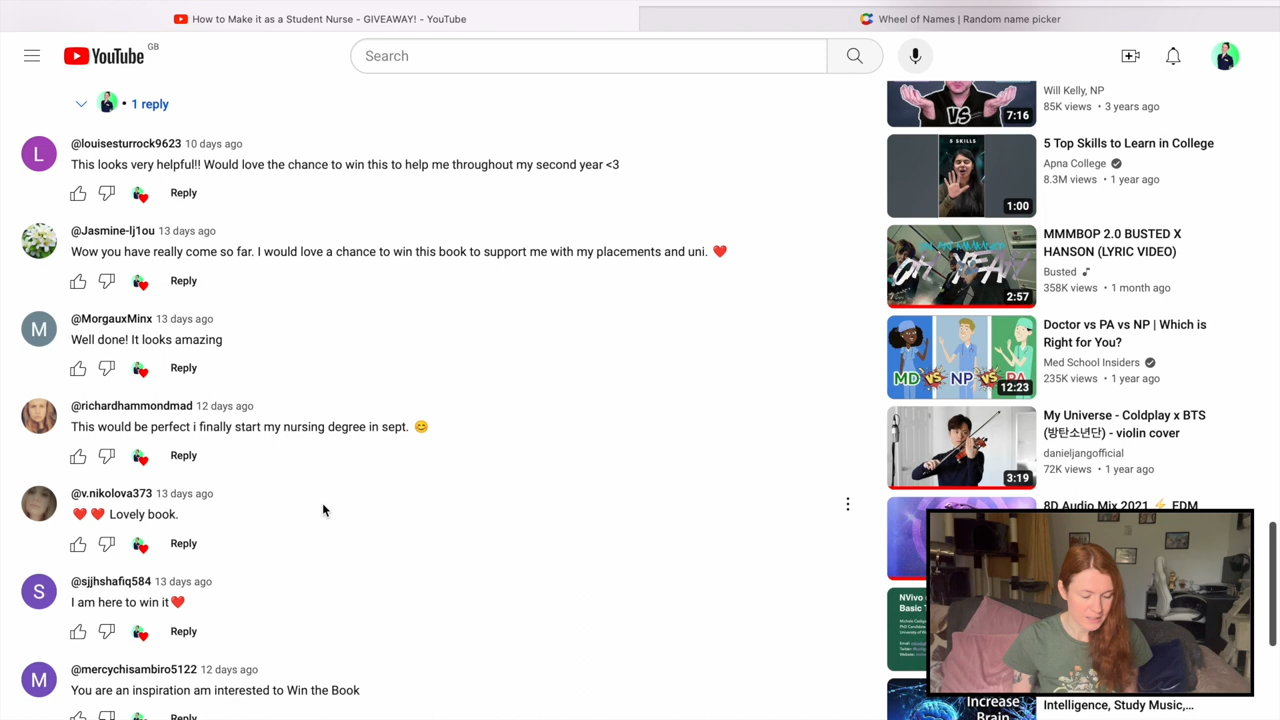 How to Make it as a Student Nurse - GIVEAWAY! - YouTube
Wheel of Names | Random name picker
YouTube GB
Search
1 reply
@louisesturrock9623 10 days ago
This looks very helpful!! Would love the chance to win this to help me throughout my second year <3
Reply
@Jasmine-lj1ou 13 days ago
Wow you have really come so far. I would love a chance to win this book to support me with my placements and uni. ❤️
Reply
@MorgauxMinx 13 days ago
Well done! It looks amazing
Reply
@richardhammondmad 12 days ago
This would be perfect i finally start my nursing degree in sept. 😊
Reply
@v.nikolova373 13 days ago
❤️ ❤️ Lovely book.
Reply
@sjjhshafiq584 13 days ago
I am here to win it❤️
Reply
@mercychisambiro5122 12 days ago
You are an inspiration am interested to Win the Book
Reply
L
M
S
M
VS
7:16
Will Kelly, NP
85K views • 3 years ago
5 SKILLS
1:00
5 Top Skills to Learn in College
Apna College
8.3M views • 1 year ago
OH YEAH
2:57
MMMBOP 2.0 BUSTED X
HANSON (LYRIC VIDEO)
Busted
358K views • 1 month ago
MD VS NP VS PA
12:23
Doctor vs PA vs NP | Which is
Right for You?
Med School Insiders
235K views • 1 year ago
3:19
My Universe - Coldplay x BTS
(방탄소년단) - violin cover
danieljangofficial
72K views • 1 year ago
8D Audio Mix 2021 ⚡ EDM
NVivo
Basic
Increase
Brain
Intelligence, Study Music,...